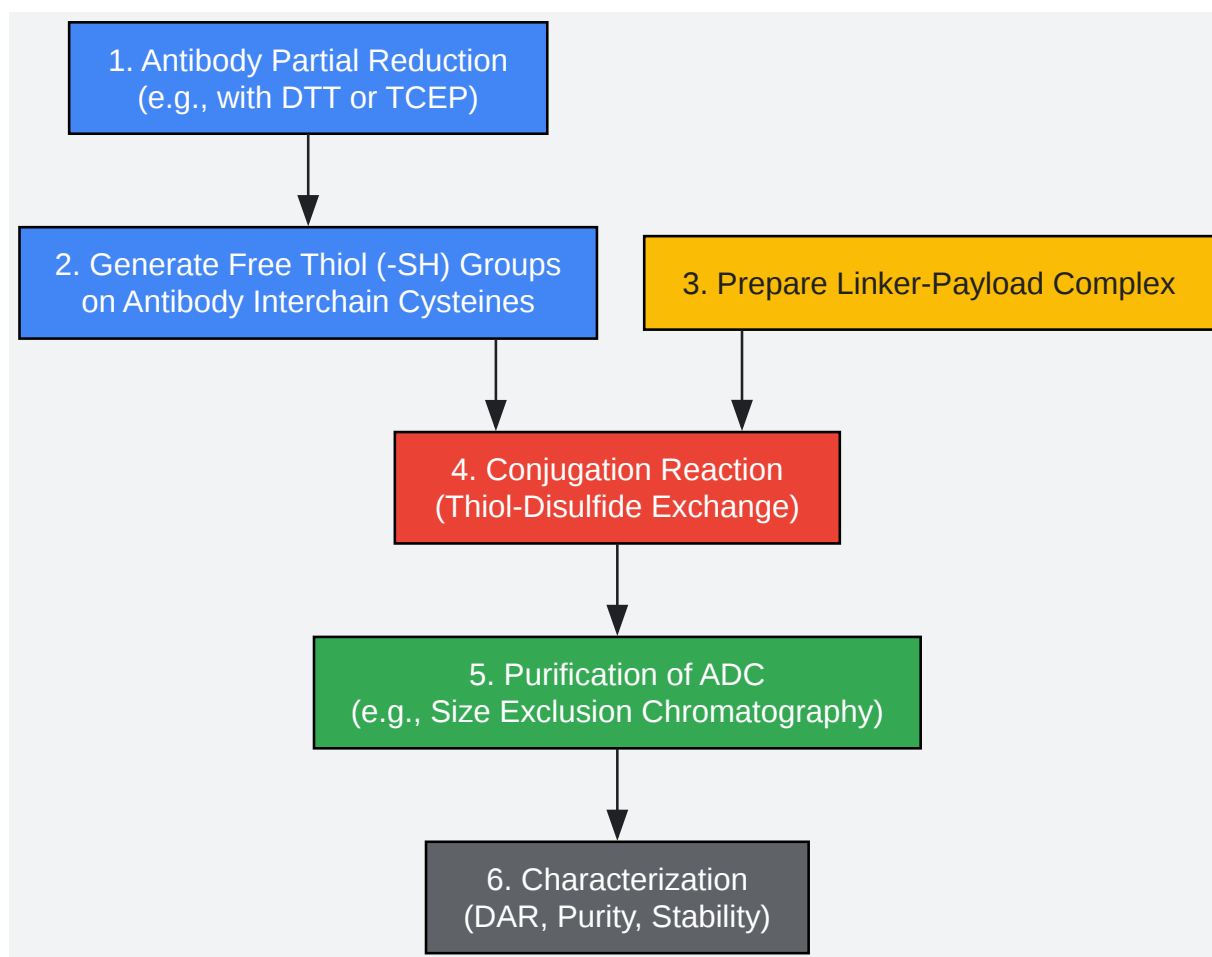 1. Antibody Partial Reduction
(e.g., with DTT or TCEP)
2. Generate Free Thiol (-SH) Groups
on Antibody Interchain Cysteines
3. Prepare Linker-Payload Complex
4. Conjugation Reaction
(Thiol-Disulfide Exchange)
5. Purification of ADC
(e.g., Size Exclusion Chromatography)
6. Characterization
(DAR, Purity, Stability)